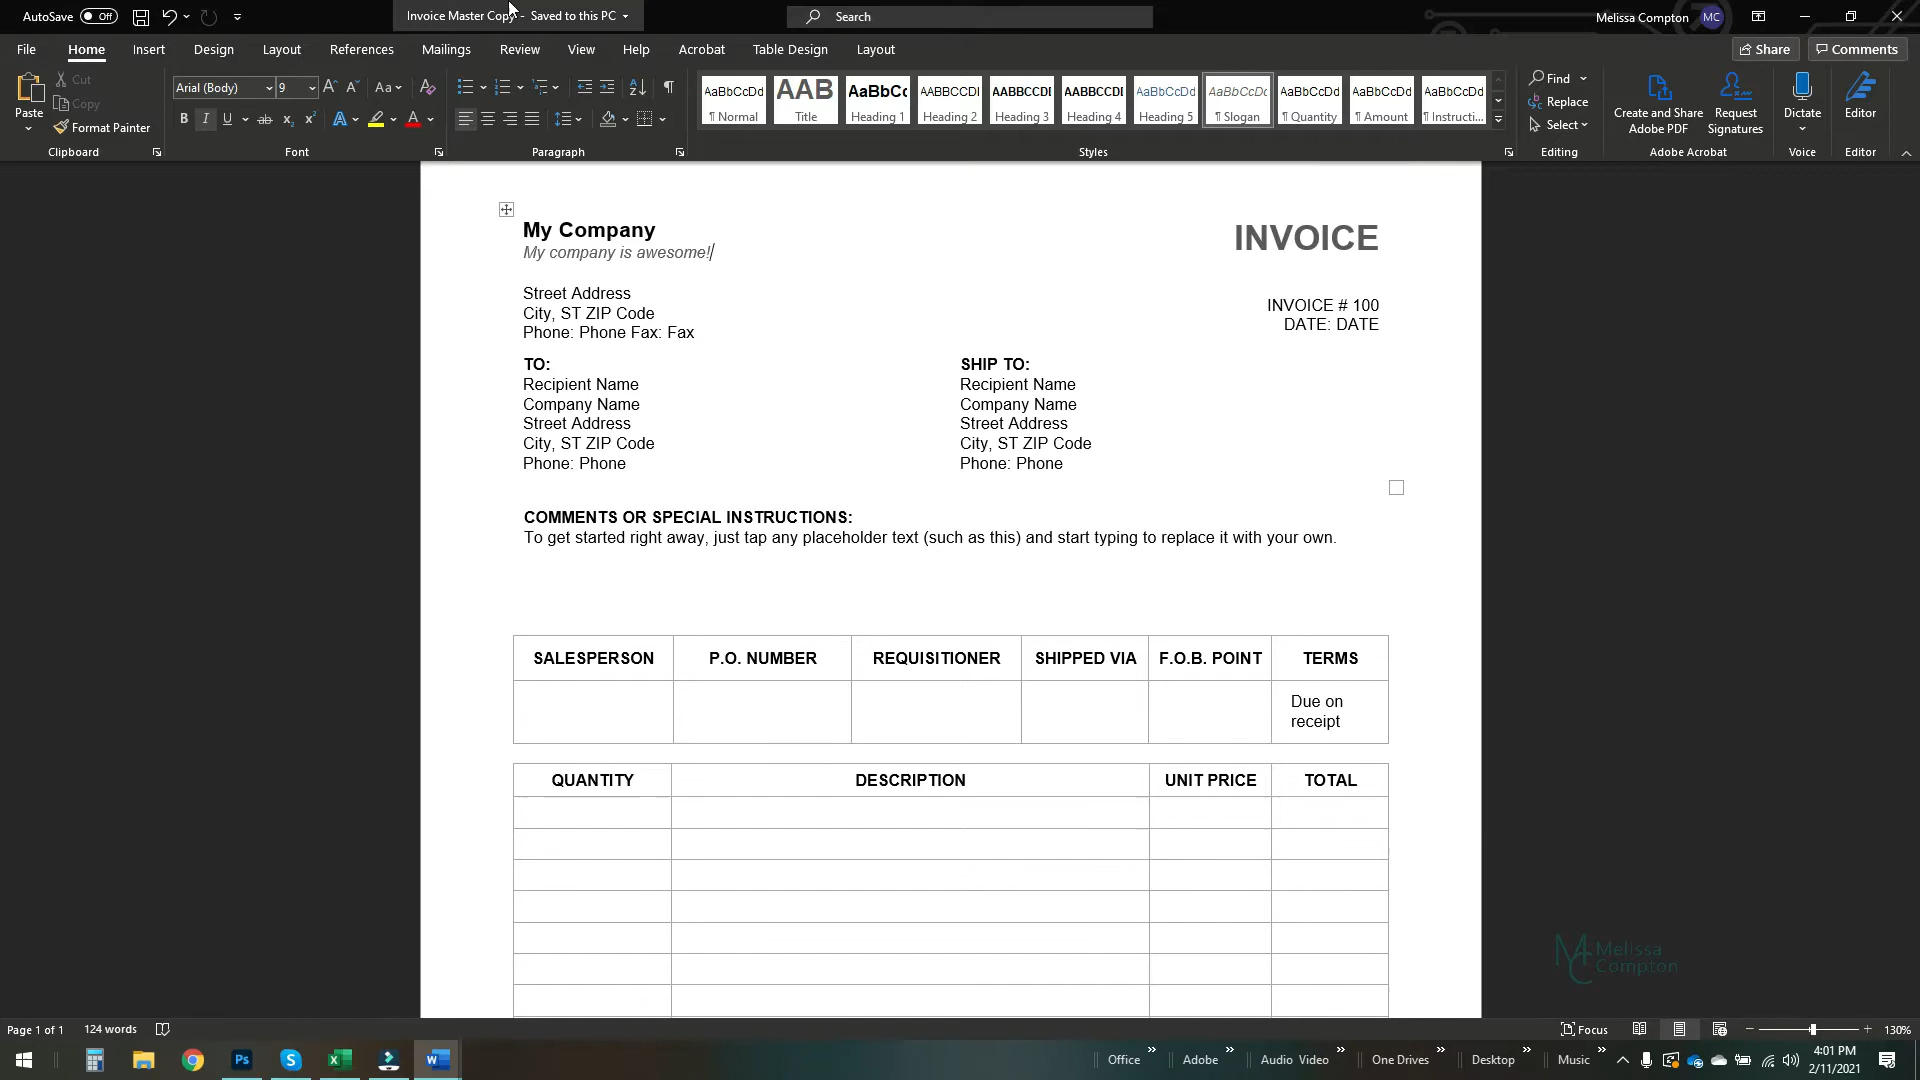 AutoSave Off Invoice Master Copy - Saved to this PC Search Melissa Compton MC
File Home Insert Design Layout References Mailings Review View Help Acrobat Table Design Layout Share Comments
Paste
Cut
Copy
Format Painter
Clipboard
Arial (Body) 9
Font
Paragraph
AaBbCcDd AAB AaBbCc AABBCCDI AABBCCDI AABBCCDI AaBbCcDd AaBbCcDd AaBbCcDd AaBbCcDd AaBbCcDd
¶ Normal Title Heading 1 Heading 2 Heading 3 Heading 4 Heading 5 ¶ Slogan ¶ Quantity ¶ Amount ¶ Instructi...
Styles
Find
Replace
Select
Editing
Create and Share
Adobe PDF
Request
Signatures
Adobe Acrobat
Dictate
Voice
Editor
Editor
My Company
My company is awesome!
INVOICE
Street Address
City, ST ZIP Code
Phone: Phone Fax: Fax
INVOICE # 100
DATE: DATE
TO:
Recipient Name
Company Name
Street Address
City, ST ZIP Code
Phone: Phone
SHIP TO:
Recipient Name
Company Name
Street Address
City, ST ZIP Code
Phone: Phone
COMMENTS OR SPECIAL INSTRUCTIONS:
To get started right away, just tap any placeholder text (such as this) and start typing to replace it with your own.
SALESPERSON P.O. NUMBER REQUISITIONER SHIPPED VIA F.O.B. POINT TERMS
Due on
receipt
QUANTITY DESCRIPTION UNIT PRICE TOTAL
MC Melissa
Compton
Page 1 of 1 124 words Focus 130%
Ps Office Adobe Audio Video One Drives Desktop Music
4:01 PM
2/11/2021